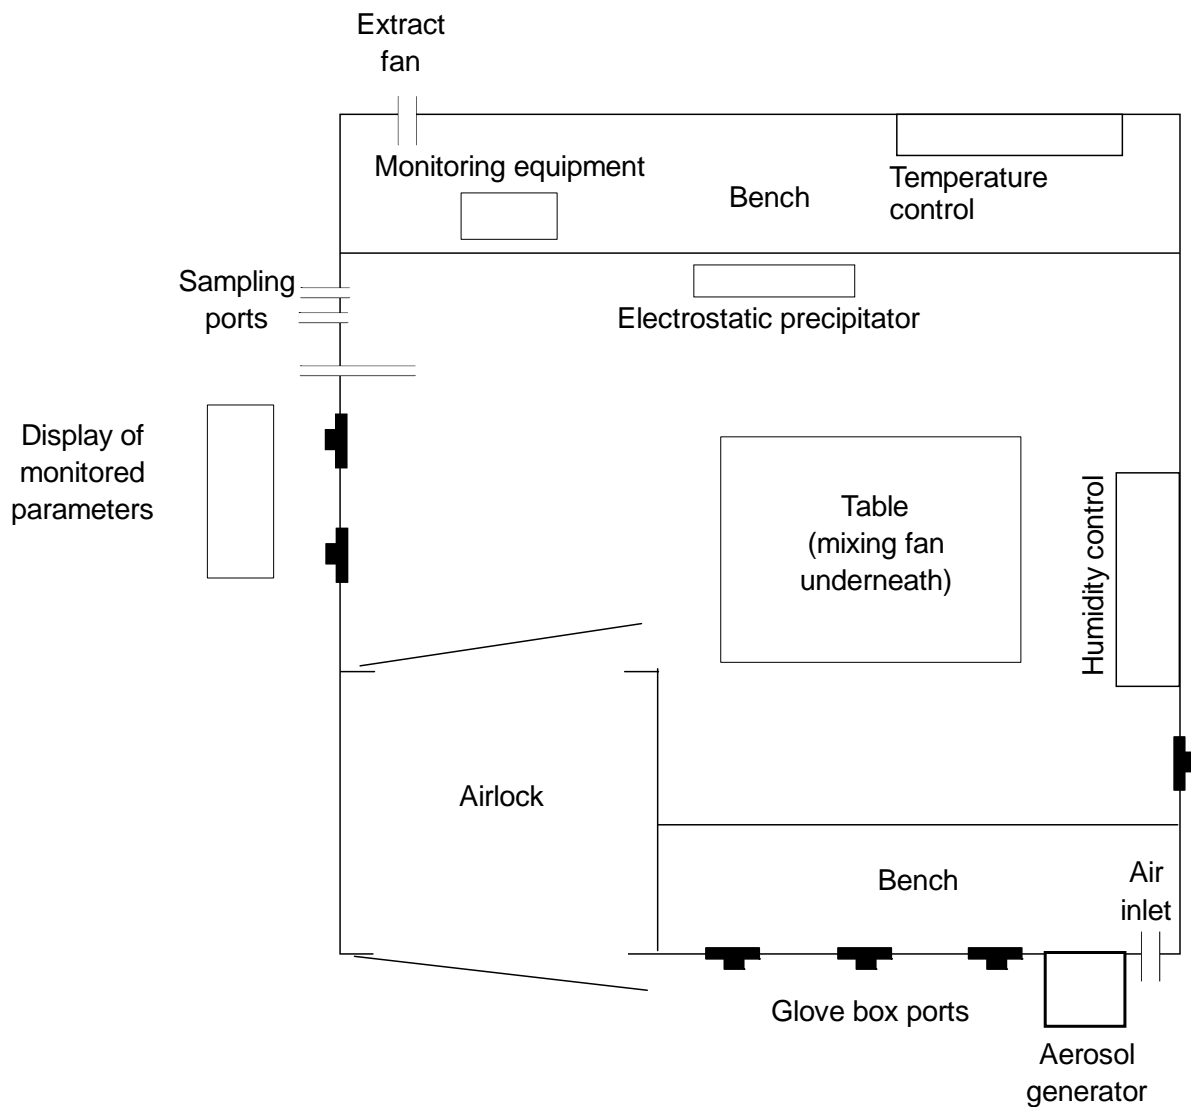 Extract
fan
Monitoring equipment
Bench
Temperature
control
Sampling
ports
Electrostatic precipitator
Display of
monitored
parameters
Table
(mixing fan
underneath)
Humidity control
Airlock
Bench
Air
inlet
Glove box ports
Aerosol
generator